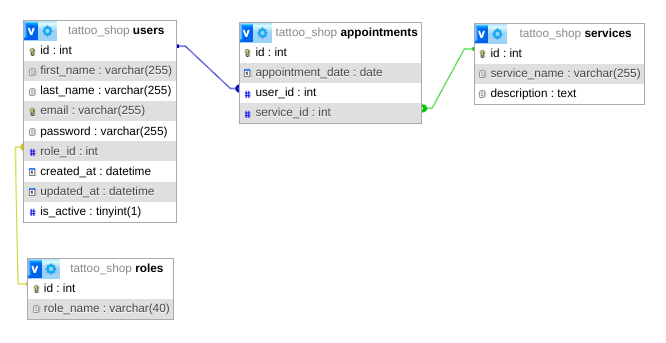 v tattoo_shop users
id : int
first_name : varchar(255)
last_name : varchar(255)
email : varchar(255)
password : varchar(255)
# role_id : int
created_at : datetime
updated_at : datetime
# is_active : tinyint(1)
v tattoo_shop appointments
id : int
appointment_date : date
# user_id : int
# service_id : int
v tattoo_shop services
id : int
service_name : varchar(255)
description : text
v tattoo_shop roles
id : int
role_name : varchar(40)